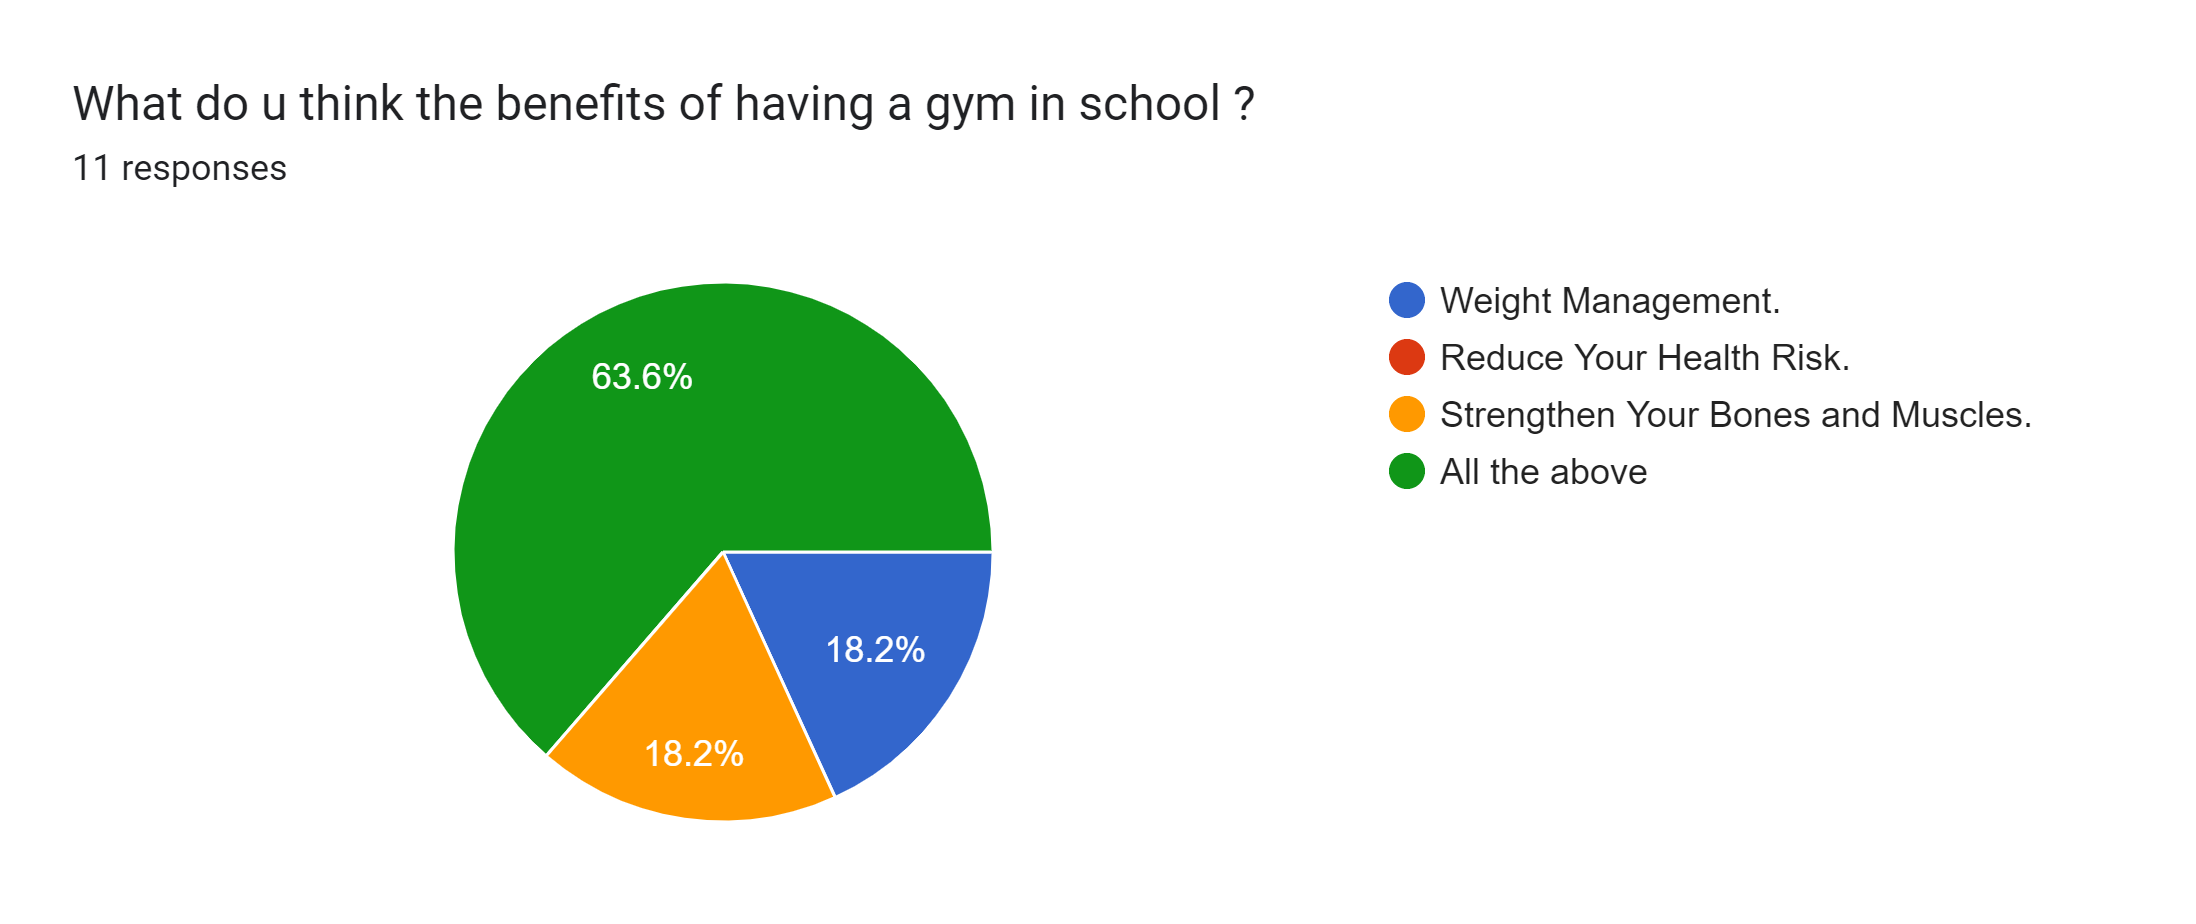 What do u think the benefits of having a gym in school ?
11 responses
63.6%
18.2%
18.2%
Weight Management.
Reduce Your Health Risk.
Strengthen Your Bones and Muscles.
All the above